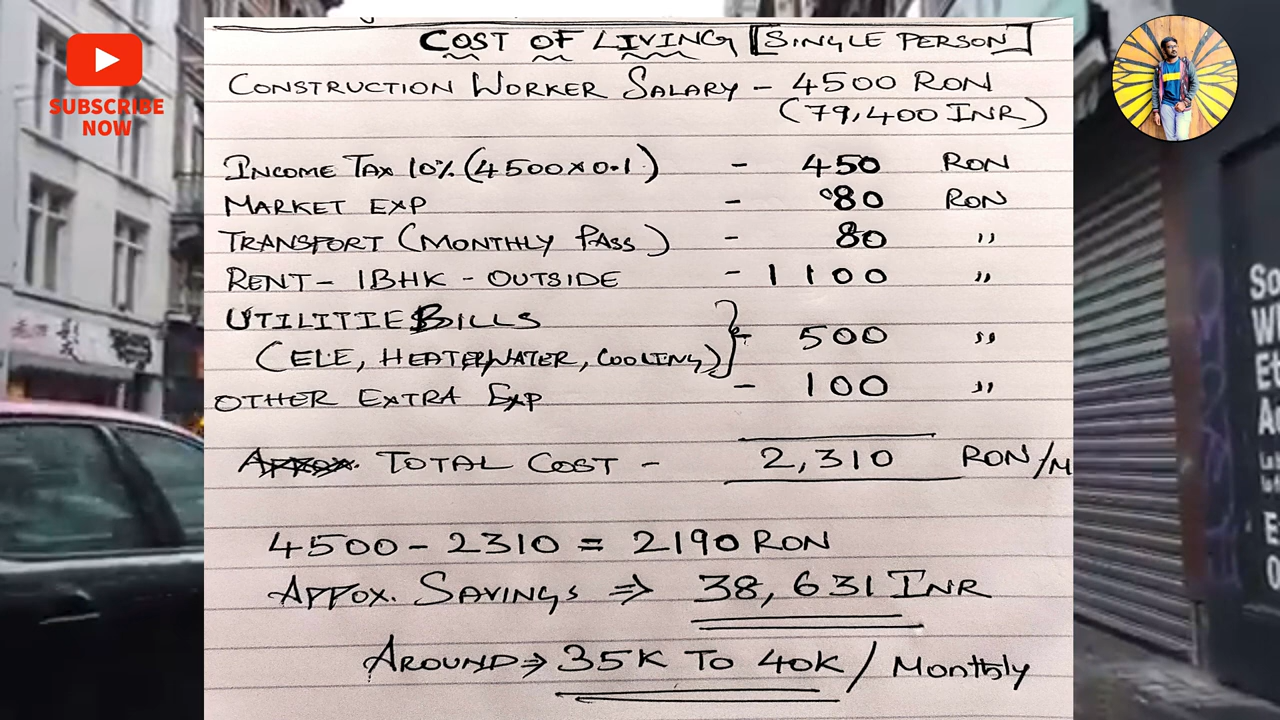 COST OF LIVING [SINGLE PERSON]
CONSTRUCTION WORKER SALARY - 4500 RON
(79,400 INR)
INCOME TAX 10% (4500x0.1) - 450 RON
MARKET EXP - 80 RON
TRANSPORT (MONTHLY PASS) - 80 ''
RENT - 1BHK - OUTSIDE - 1100 ''
UTILITIE BILLS
(ELE, HEATER, WATER, COOLING) } - 500 ''
OTHER EXTRA EXP - 100 ''
TOTAL COST - 2,310 RON/M
4500 - 2310 = 2190 RON
APPOX. SAVINGS ⇒ 38,631 INR
AROUND ⇒ 35K TO 40K / Monthly
SUBSCRIBE
NOW